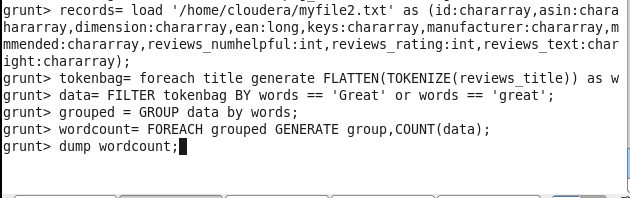 grunt> records= load '/home/cloudera/myfile2.txt' as (id:chararray,asin:chara
hararray,dimension:chararray,ean:long,keys:chararray,manufacturer:chararray,m
mmended:chararray,reviews_numhelpful:int,reviews_rating:int,reviews_text:char
ight:chararray);
grunt> tokenbag= foreach title generate FLATTEN(TOKENIZE(reviews_title)) as w
grunt> data= FILTER tokenbag BY words == 'Great' or words == 'great';
grunt> grouped = GROUP data by words;
grunt> wordcount= FOREACH grouped GENERATE group,COUNT(data);
grunt> dump wordcount;